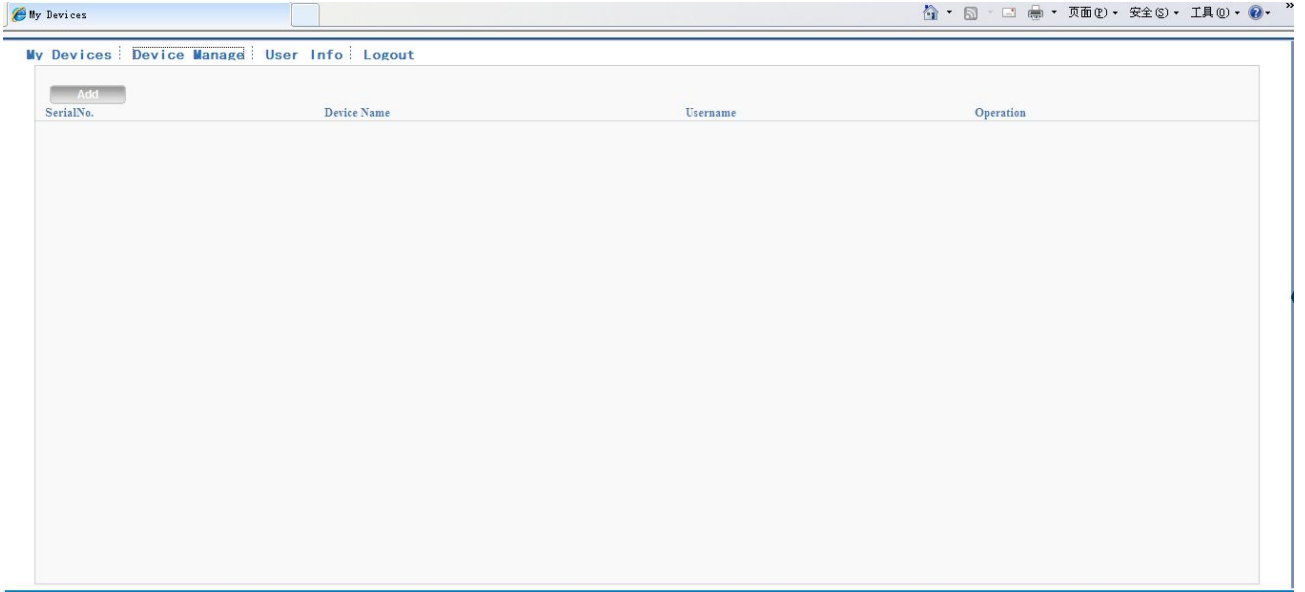 My Devices
页面(P) 安全(S) 工具(O) »
My Devices Device Manage User Info Logout
Add
SerialNo. Device Name Username Operation